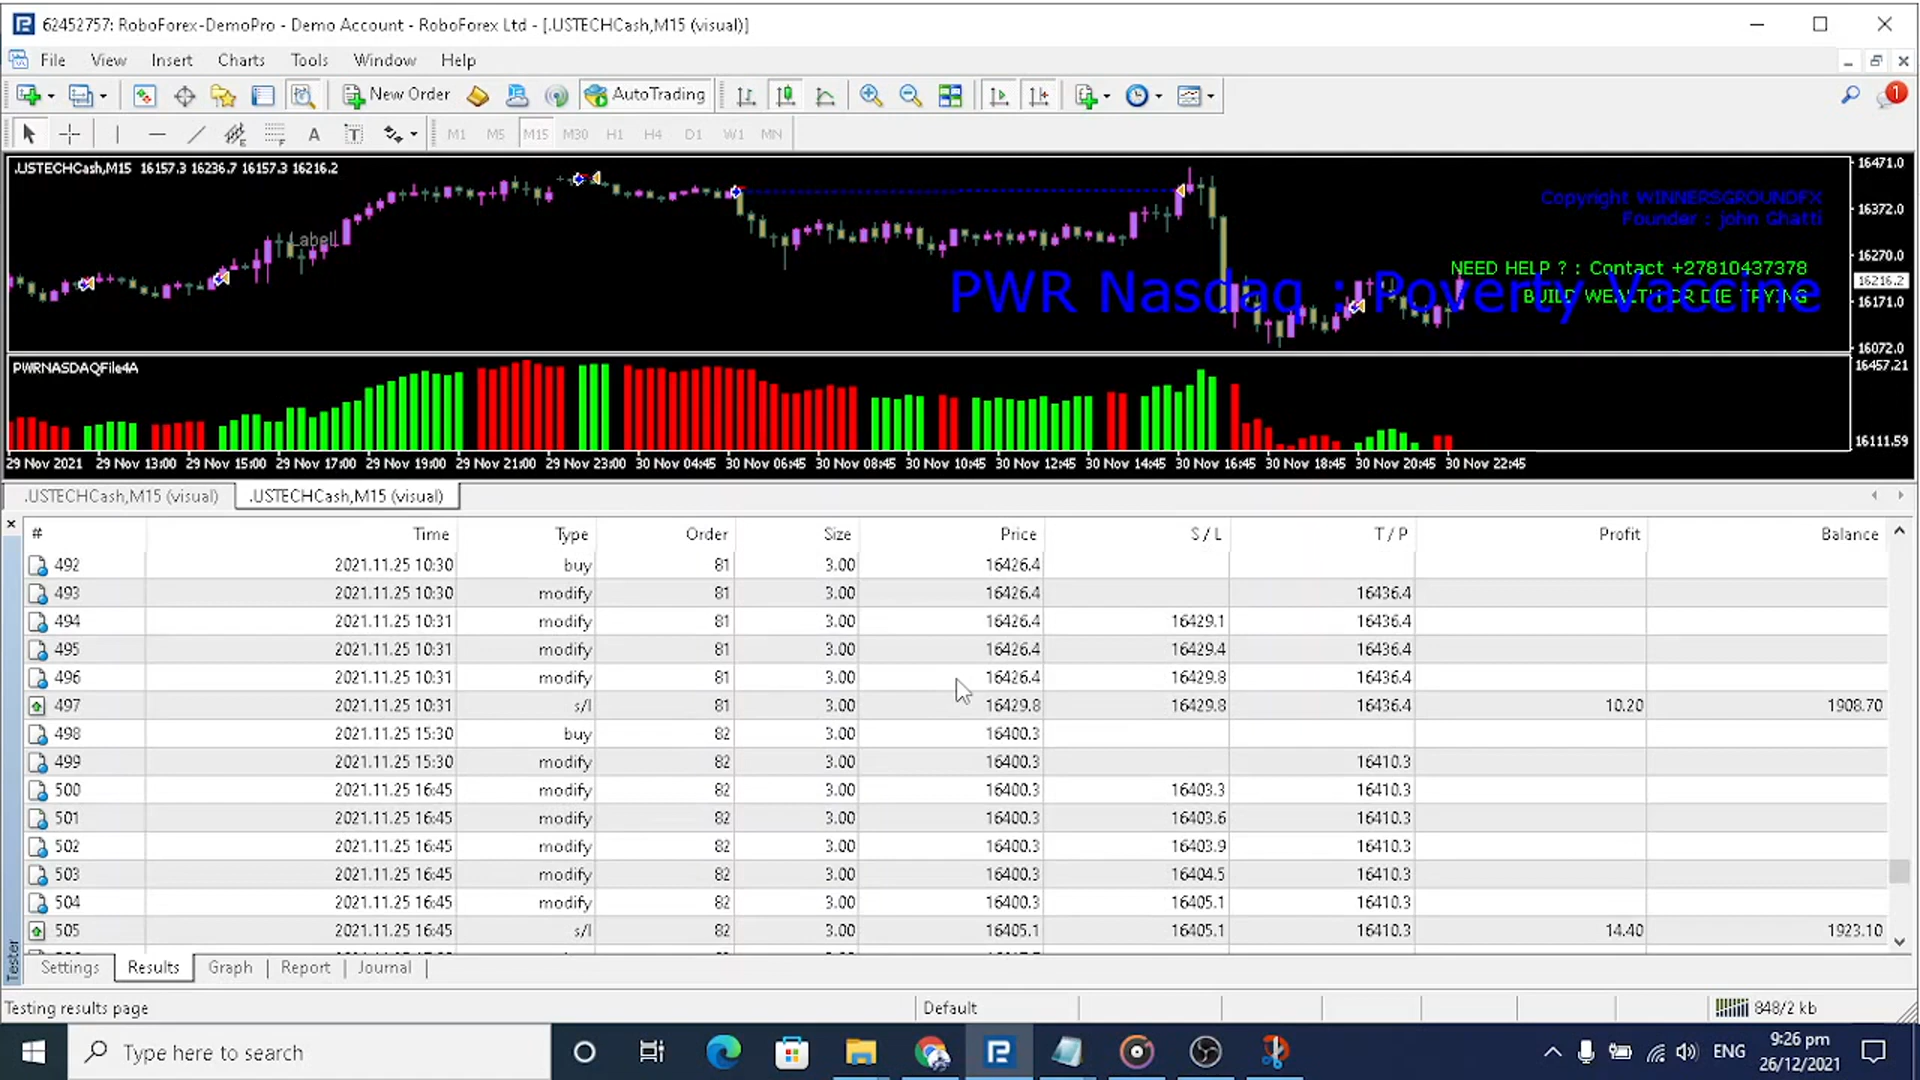 62452757: RoboForex-DemoPro - Demo Account - RoboForex Ltd - [.USTECHCash,M15 (visual)]
File View Insert Charts Tools Window Help
New Order AutoTrading 1
A T M1 M5 M15 M30 H1 H4 D1 W1 MN
.USTECHCash,M15 16157.3 16236.7 16157.3 16216.2
16471.0
Copyright WINNERSGROUNDFX
16372.0
Founder : john Ghatti
Label
16270.0
NEED HELP ? : Contact +27810437378
16216.2
PWR Nasdaq : Poverty Vaccine
BUILD WEALTH OR DIE TRYING
16171.0
16072.0
PWRNASDAQFile4A
16457.21
16111.59
29 Nov 2021 29 Nov 13:00 29 Nov 15:00 29 Nov 17:00 29 Nov 19:00 29 Nov 21:00 29 Nov 23:00 30 Nov 04:45 30 Nov 06:45 30 Nov 08:45 30 Nov 10:45 30 Nov 12:45 30 Nov 14:45 30 Nov 16:45 30 Nov 18:45 30 Nov 20:45 30 Nov 22:45
.USTECHCash,M15 (visual) .USTECHCash,M15 (visual)
# Time Type Order Size Price S / L T / P Profit Balance
492 2021.11.25 10:30 buy 81 3.00 16426.4
493 2021.11.25 10:30 modify 81 3.00 16426.4 16436.4
494 2021.11.25 10:31 modify 81 3.00 16426.4 16429.1 16436.4
495 2021.11.25 10:31 modify 81 3.00 16426.4 16429.4 16436.4
496 2021.11.25 10:31 modify 81 3.00 16426.4 16429.8 16436.4
497 2021.11.25 10:31 s/l 81 3.00 16429.8 16429.8 16436.4 10.20 1908.70
498 2021.11.25 15:30 buy 82 3.00 16400.3
499 2021.11.25 15:30 modify 82 3.00 16400.3 16410.3
500 2021.11.25 16:45 modify 82 3.00 16400.3 16403.3 16410.3
501 2021.11.25 16:45 modify 82 3.00 16400.3 16403.6 16410.3
502 2021.11.25 16:45 modify 82 3.00 16400.3 16403.9 16410.3
503 2021.11.25 16:45 modify 82 3.00 16400.3 16404.5 16410.3
504 2021.11.25 16:45 modify 82 3.00 16400.3 16405.1 16410.3
505 2021.11.25 16:45 s/l 82 3.00 16405.1 16405.1 16410.3 14.40 1923.10
Tester
Settings Results Graph Report Journal
Testing results page Default 848/2 kb
Type here to search ENG 9:26 pm
26/12/2021